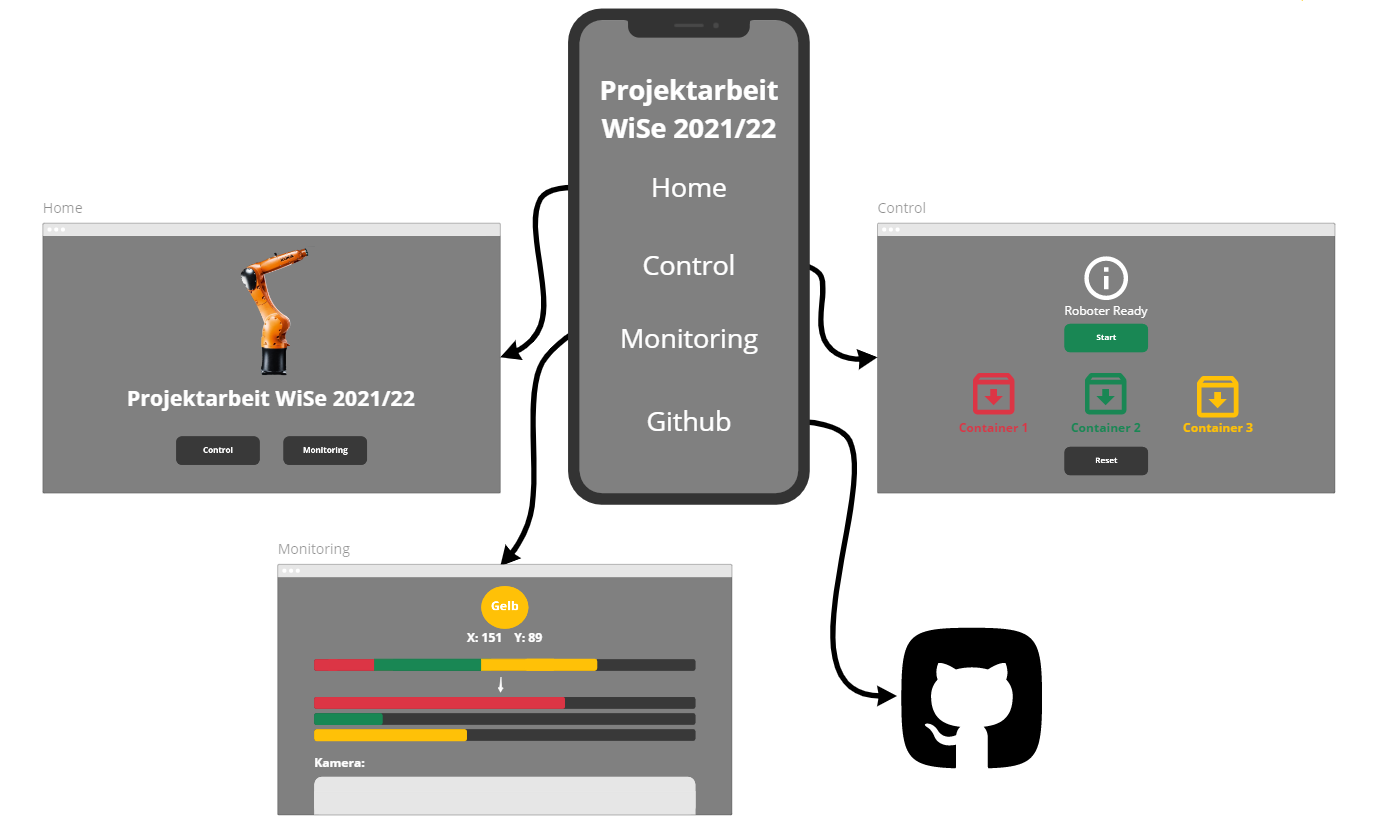 Projektarbeit
WiSe 2021/22
Home
Control
Monitoring
Github
Home
Projektarbeit WiSe 2021/22
Control
Monitoring
Control
Roboter Ready
Start
Container 1
Container 2
Container 3
Reset
Monitoring
Gelb
X: 151 Y: 89
Kamera: